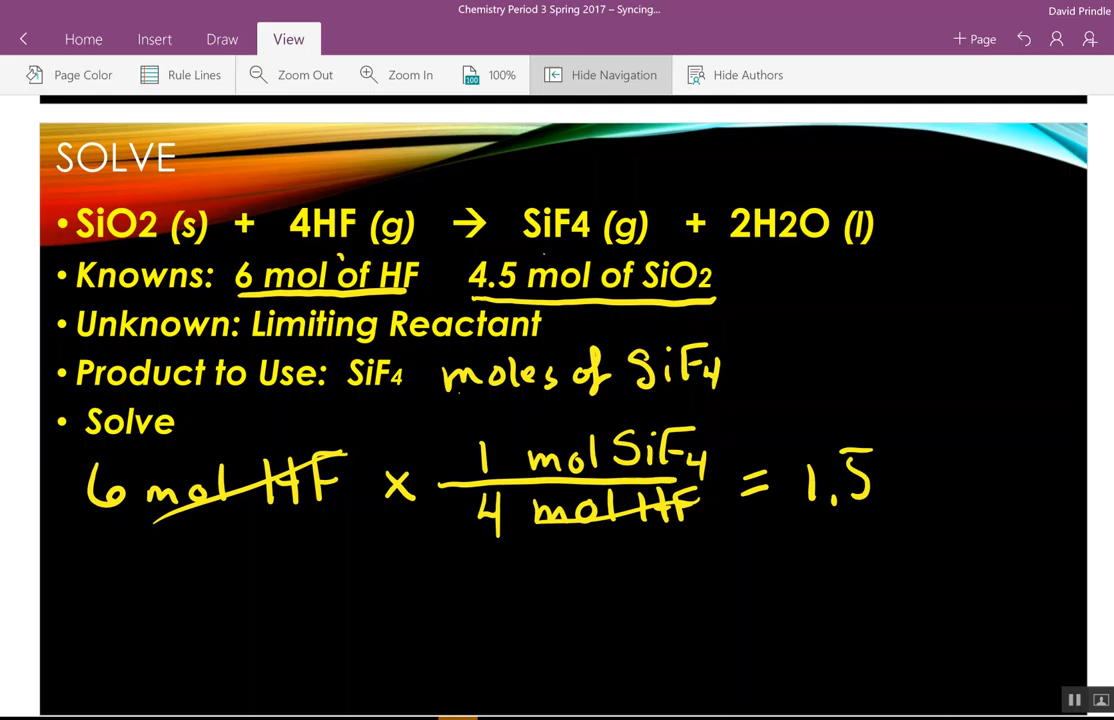 Chemistry Period 3 Spring 2017 – Syncing...
David Prindle
Home Insert Draw View
+ Page
Page Color Rule Lines Zoom Out Zoom In 100% Hide Navigation Hide Authors
SOLVE
• SiO2 (s) + 4HF (g) → SiF4 (g) + 2H2O (l)
• Knowns: 6 mol of HF 4.5 mol of SiO2
• Unknown: Limiting Reactant
• Product to Use: SiF4 moles of SiF4
• Solve
1 mol SiF4
6 mol HF x = 1.5
4 mol HF